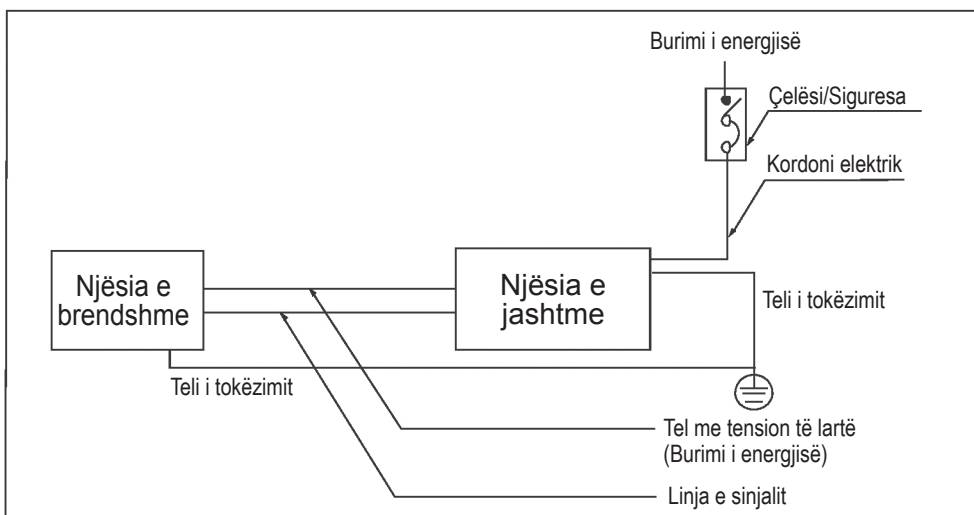 Burimi i energjisë
Çelësi/Siguresa
Kordoni elektrik
Njësia e
brendshme
Njësia e
jashtme
Teli i tokëzimit
Teli i tokëzimit
Tel me tension të lartë
(Burimi i energjisë)
Linja e sinjalit